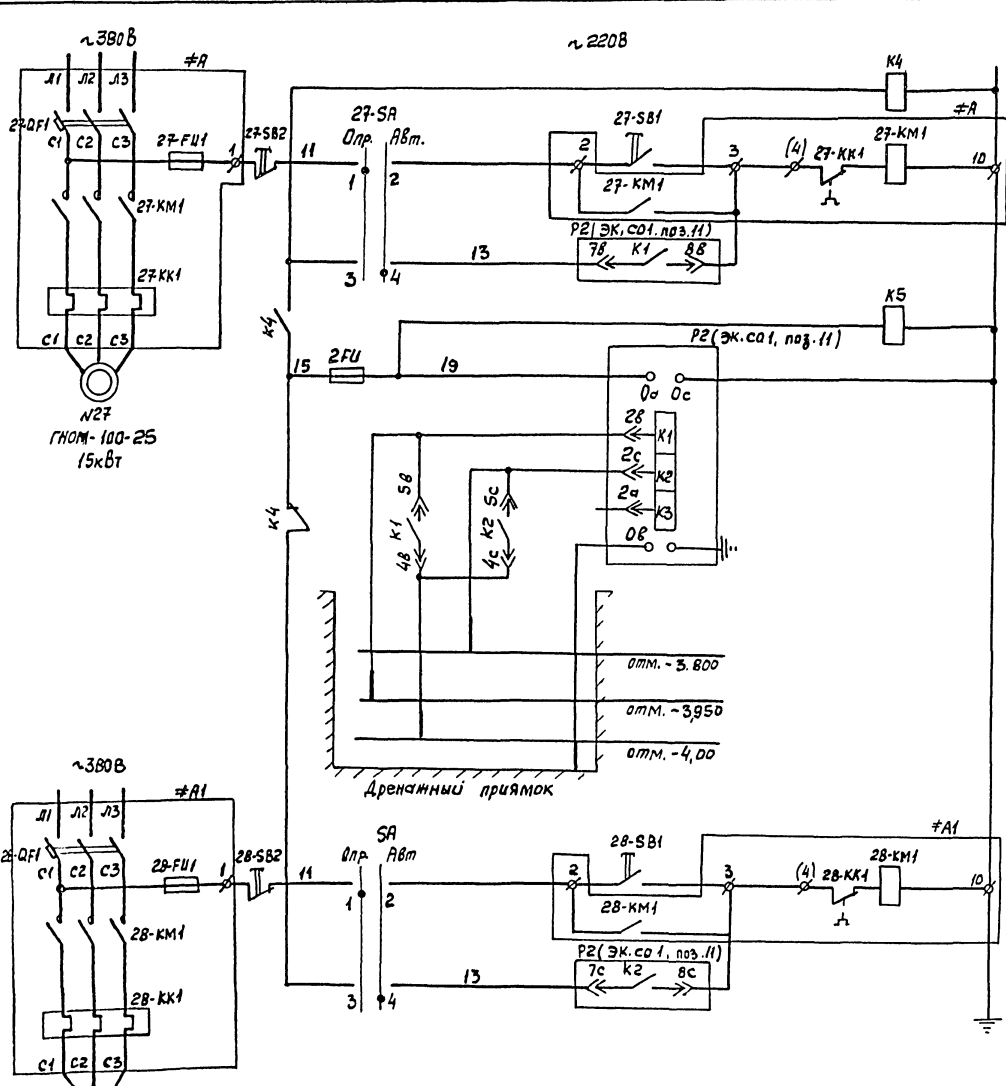 ~380В
~220В
≠А
Л1 Л2 Л3
27-QF1
С1 С2 С3
27-FU1
1
27-SB2
11
27-SA
Опр. Авт.
1 2
3 4
13
27-SB1
2
27-КМ1
3
(4)
27-КК1
27-КМ1
10
К4
≠А
Р2(ЭК,СО1.поз.11)
7в К1 8в
27-КМ1
27КК1
С1 С2 С3
N27
ГНОМ-100-25
15кВт
К4
К5
15
2FU
19
Р2(ЭК.СО1, поз.11)
0d 0с
2в К1
2с К2
2а К3
0в
5в
К1
4в
5с
К2
4с
К4
отм.-3.800
отм.-3,950
отм.-4,00
Дренажный приямок
~380В
≠А1
Л1 Л2 Л3
28-QF1
С1 С2 С3
28-FU1
1
28-SB2
11
SA
Опр. Авт
1 2
3 4
13
28-SB1
2
28-КМ1
3
(4)
28-КК1
28-КМ1
10
≠А1
Р2(ЭК.СО1, поз.11)
7с К2 8с
28-КМ1
28-КК1
С1 С2 С3